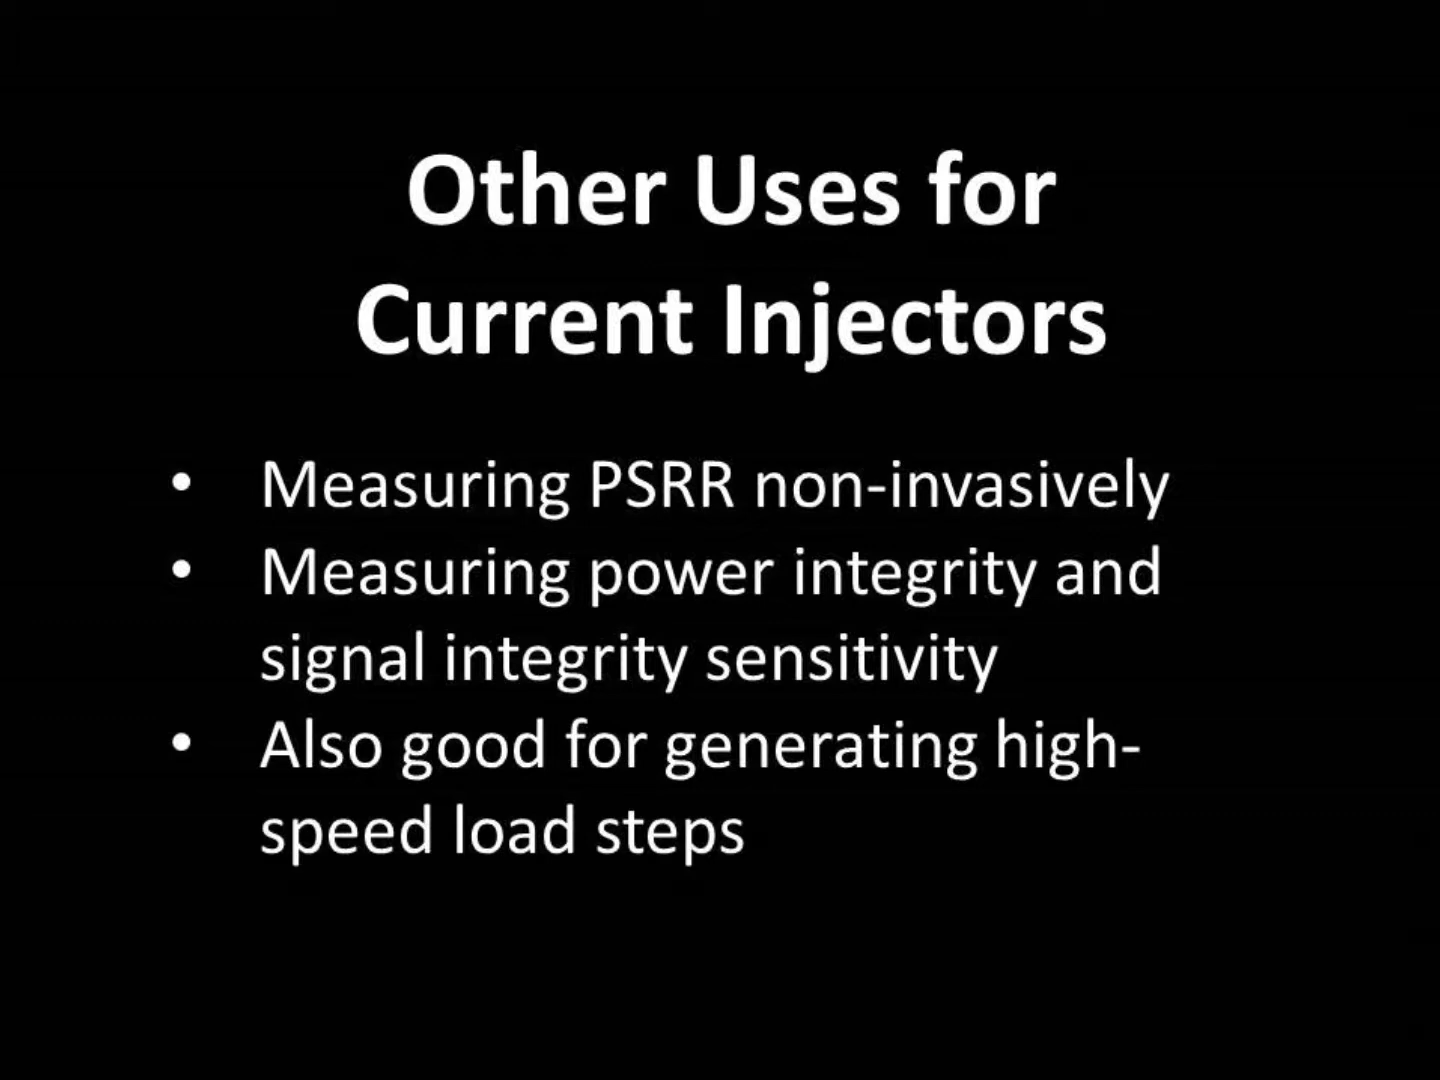 Other Uses for
Current Injectors
• Measuring PSRR non-invasively
• Measuring power integrity and
signal integrity sensitivity
• Also good for generating high-
speed load steps